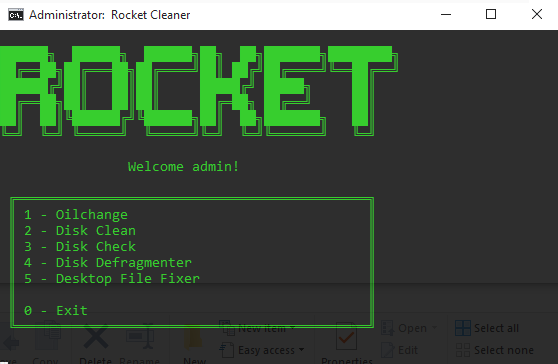 Administrator: Rocket Cleaner
ROCKET
Welcome admin!
1 - Oilchange
2 - Disk Clean
3 - Disk Check
4 - Disk Defragmenter
5 - Desktop File Fixer
0 - Exit
New item
Open
Select all
Easy access
Edit
Select none
Copy
Delete
Rename
New
Properties